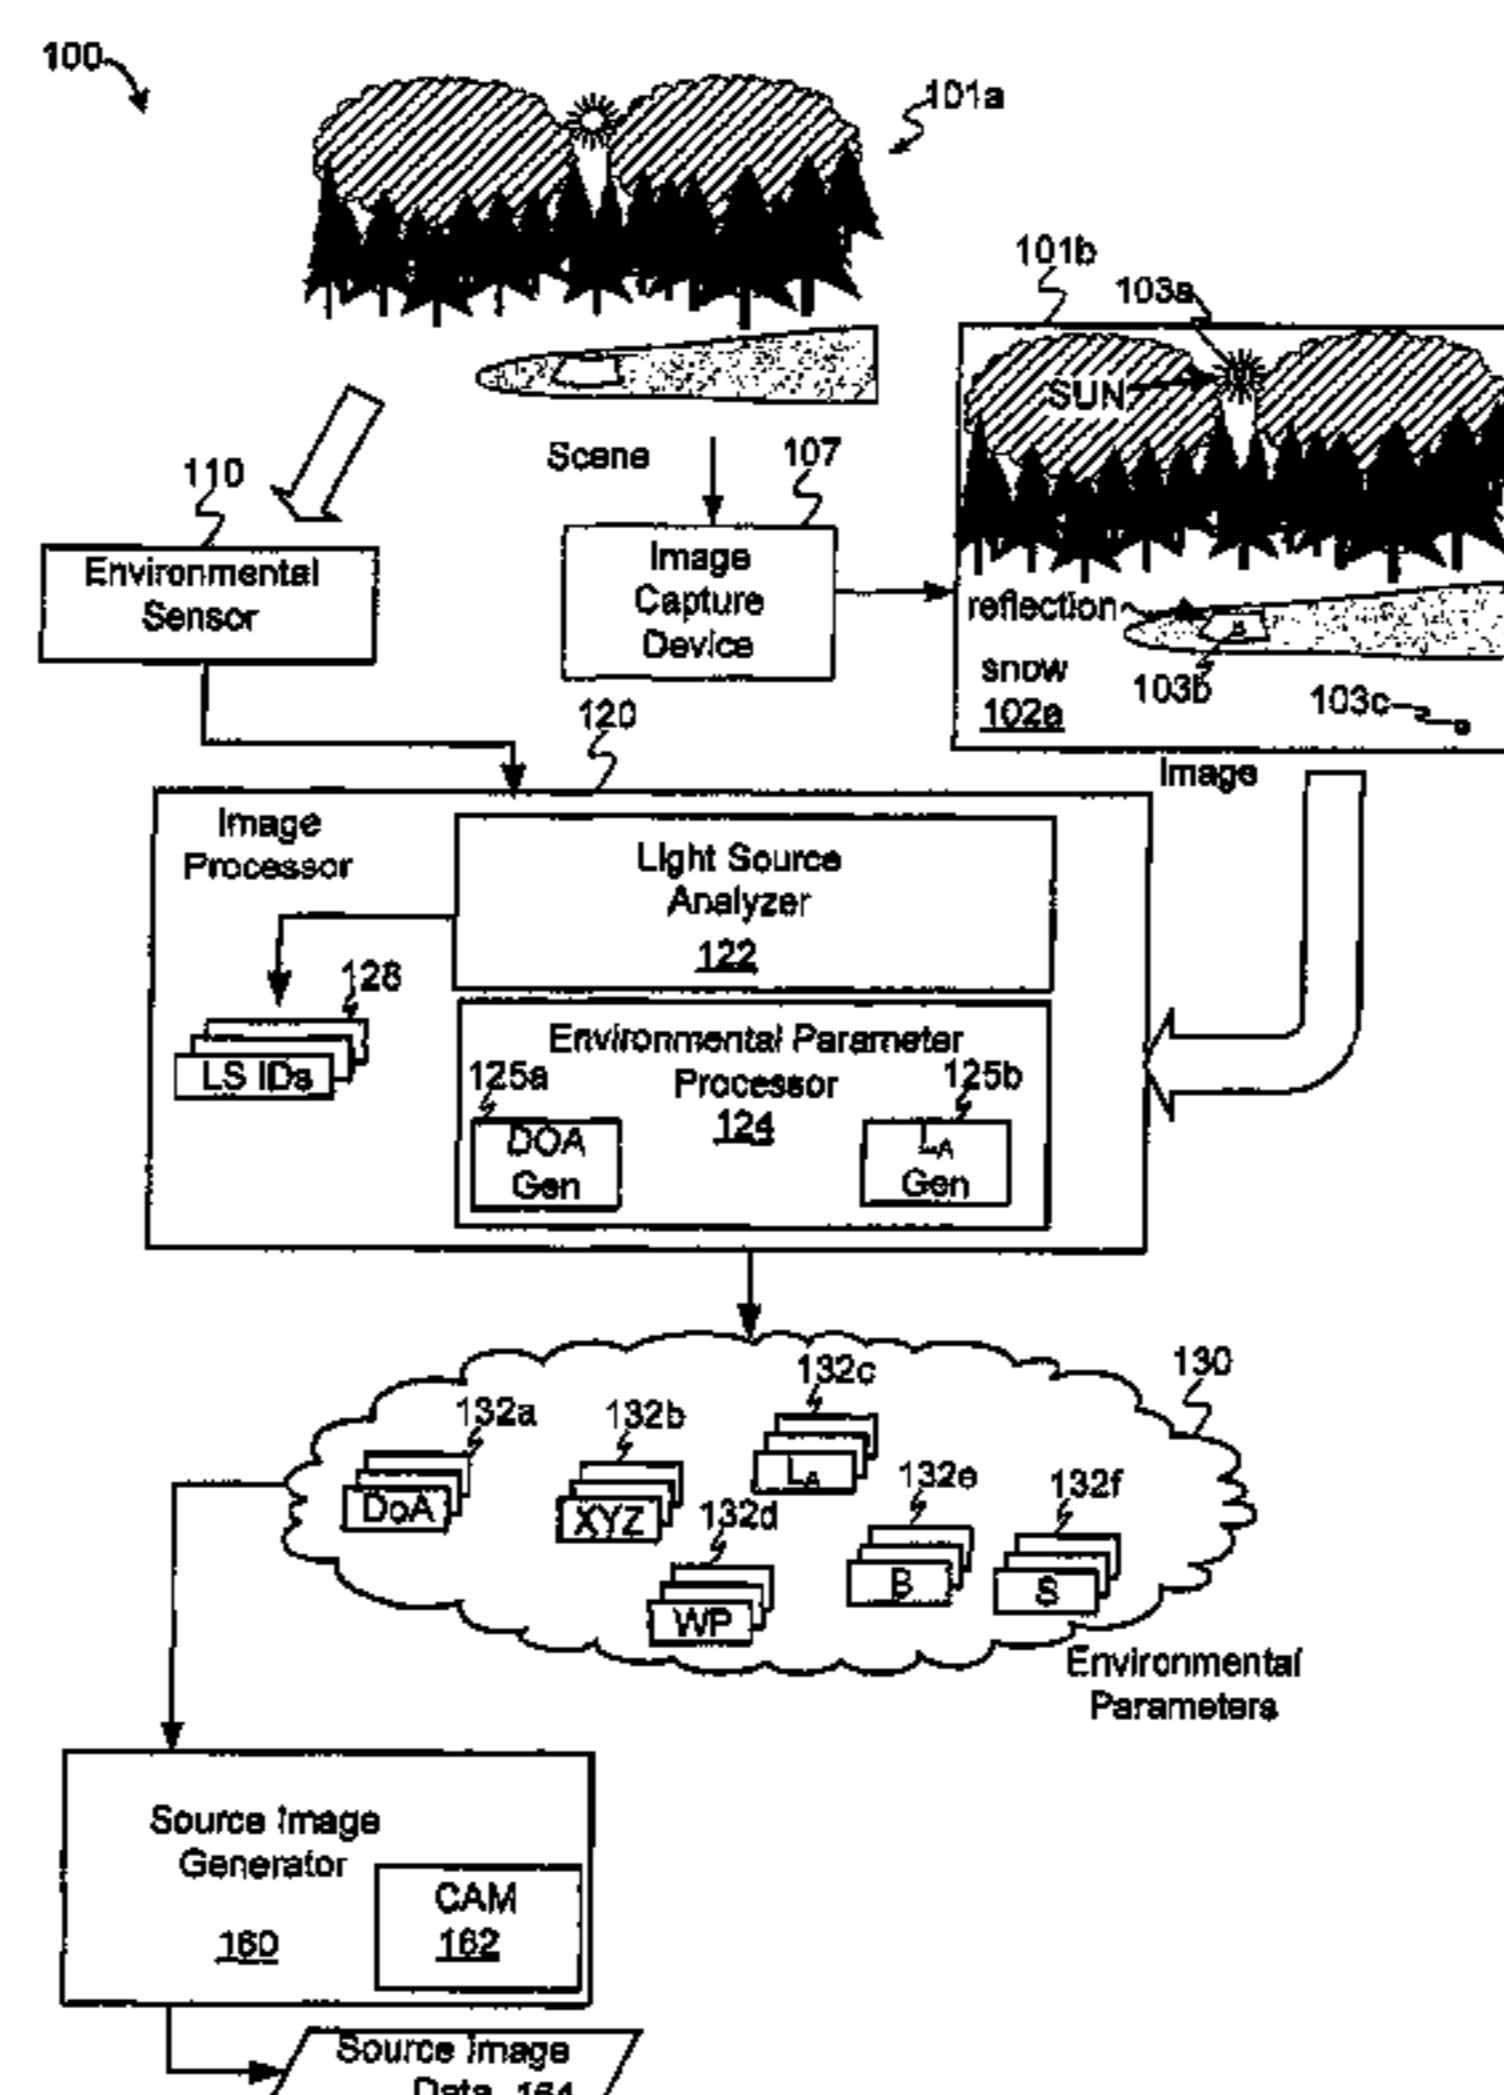 100
101a
101b
103a
SUN
Scene
107
110
Environmental
Sensor
Image
Capture
Device
reflection
snow
102a
103b
103c
Image
120
Image
Processor
Light Source
Analyzer
122
128
LS IDs
Environmental Parameter
Processor
124
125a
DOA
Gen
125b
LA
Gen
130
132a
DoA
132b
XYZ
132c
LA
132d
WP
132e
B
132f
S
Environmental
Parameters
Source Image
Generator
160
CAM
162
Source Image
Data 164